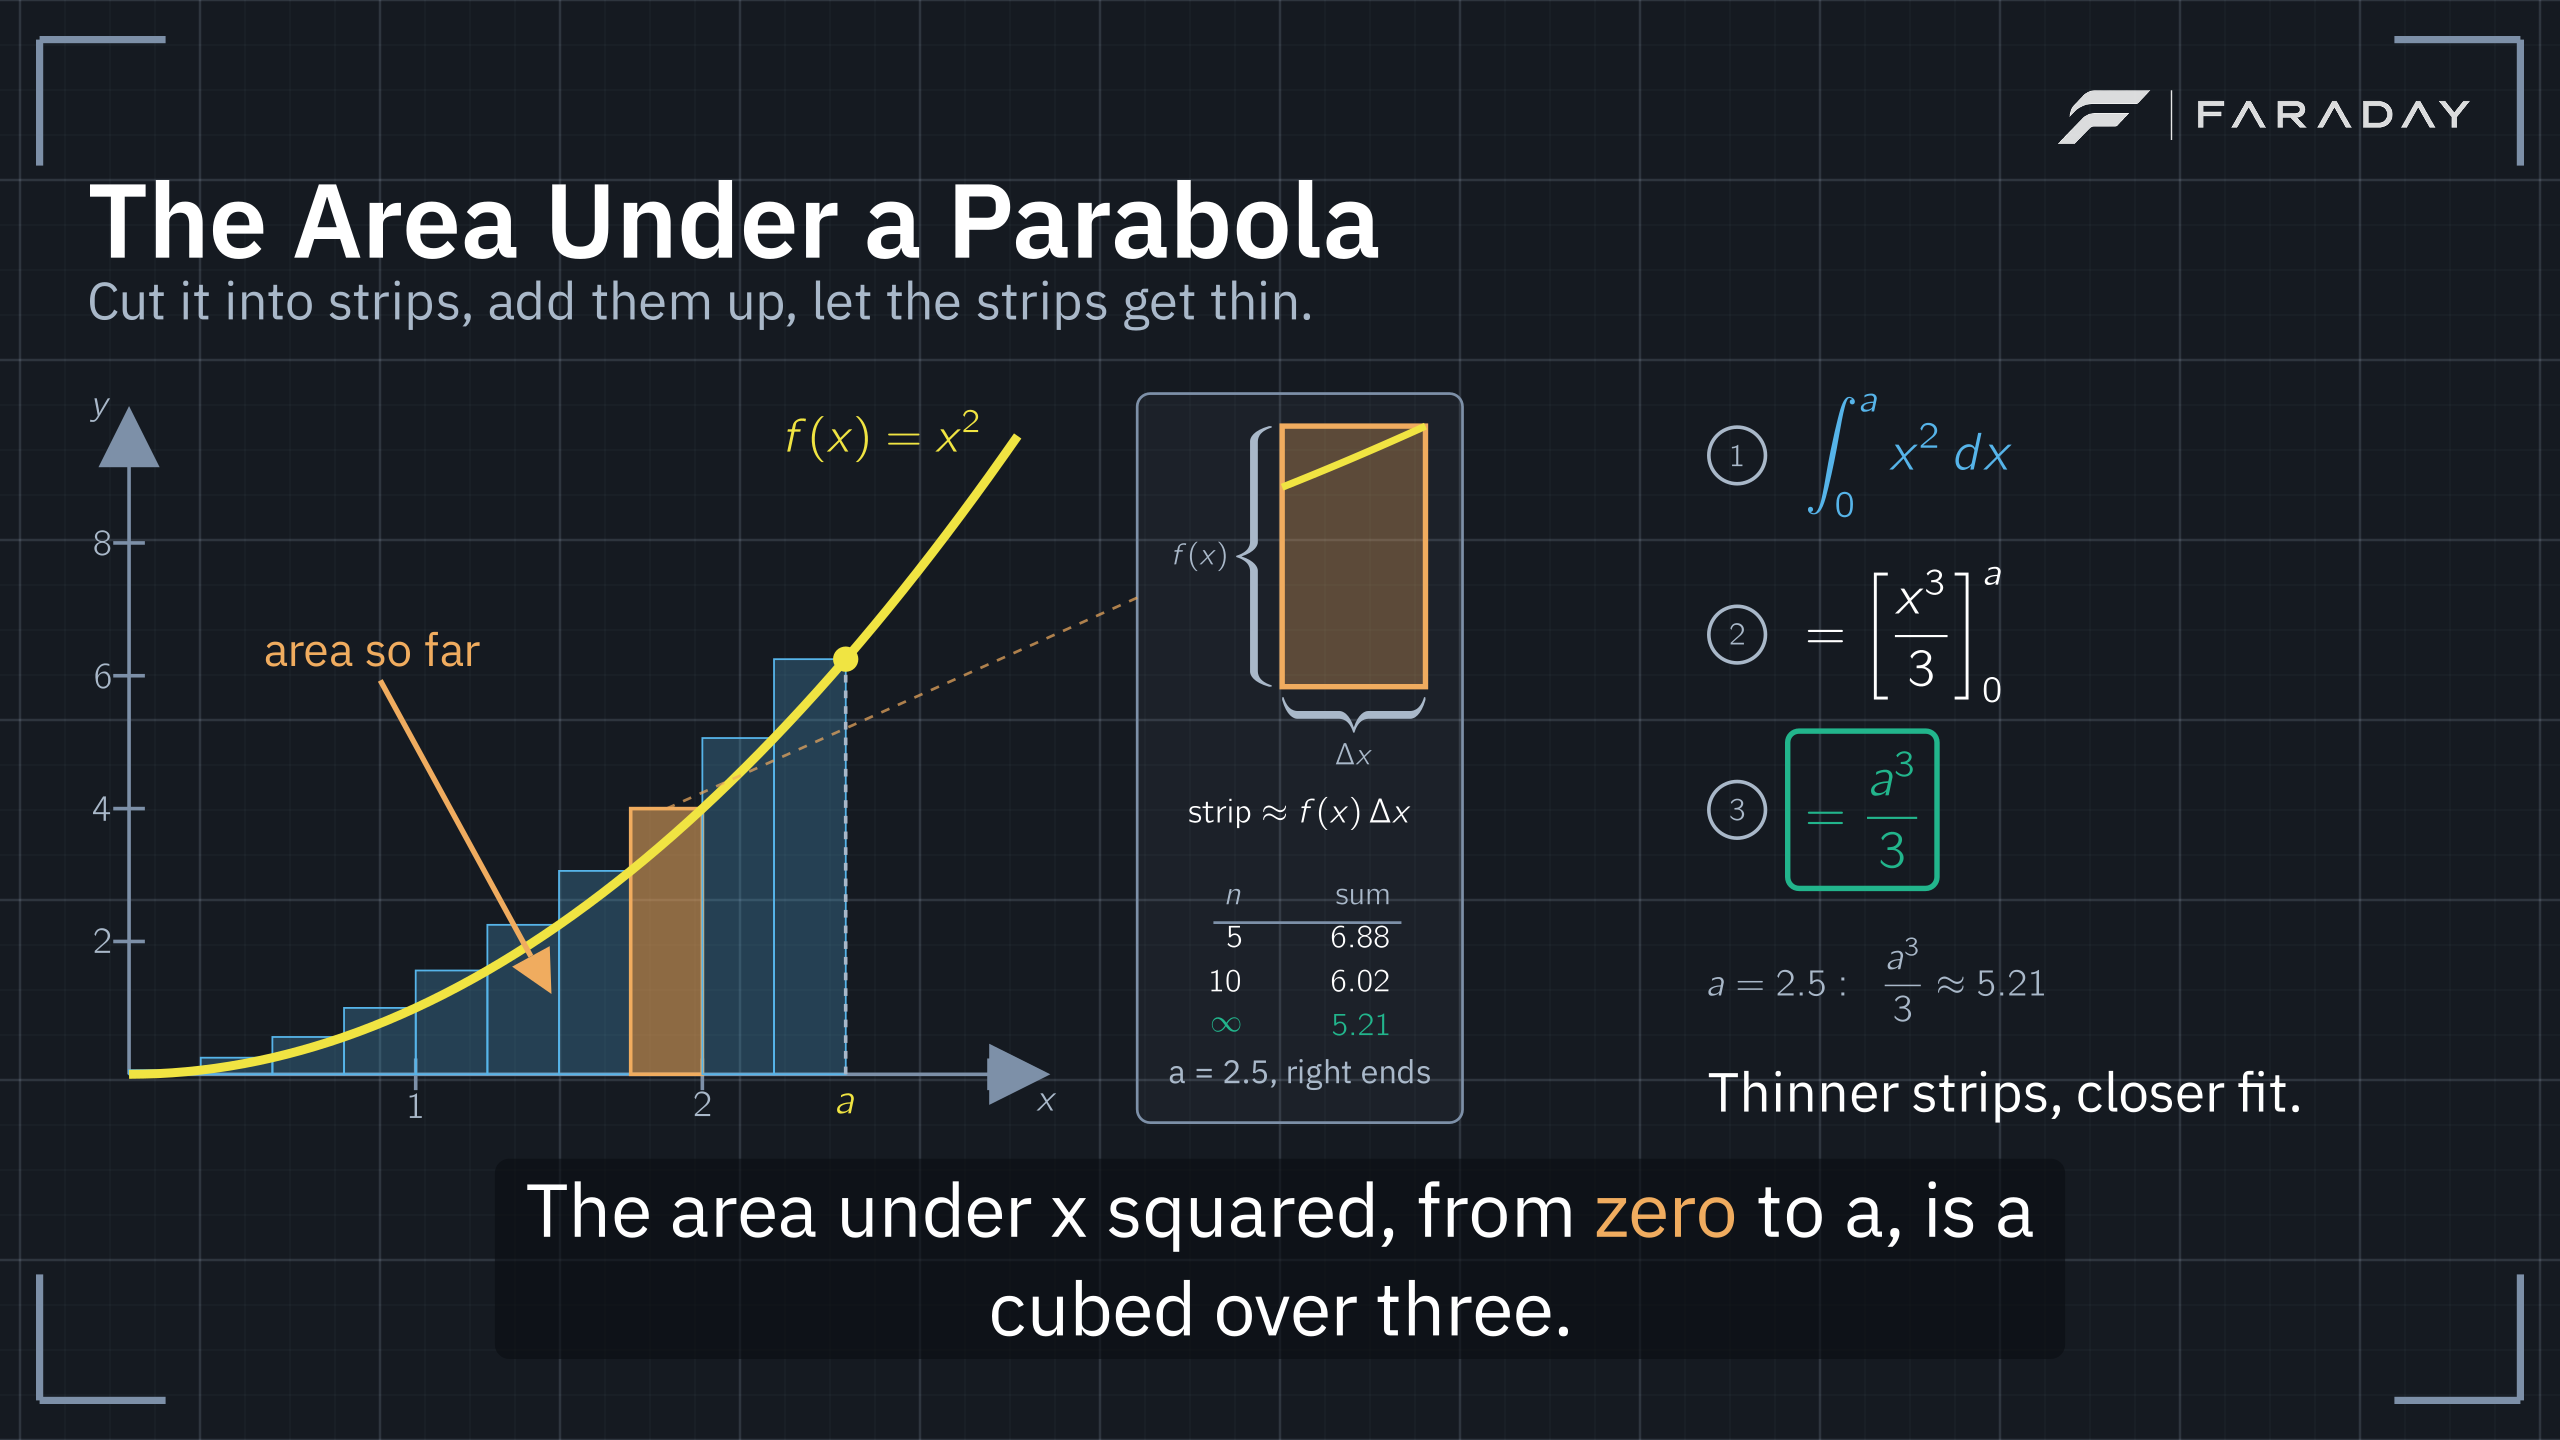 FARADAY
The Area Under a Parabola
Cut it into strips, add them up, let the strips get thin.
y
f(x) = x²
8
6
4
2
area so far
1
2
a
x
f(x)
Δx
strip ≈ f(x) Δx
n sum
5 6.88
10 6.02
∞ 5.21
a = 2.5, right ends
1 ∫₀ᵃ x² dx
2 = [x³/3]₀ᵃ
3 = a³/3
a = 2.5 : a³/3 ≈ 5.21
Thinner strips, closer fit.
The area under x squared, from zero to a, is a
cubed over three.